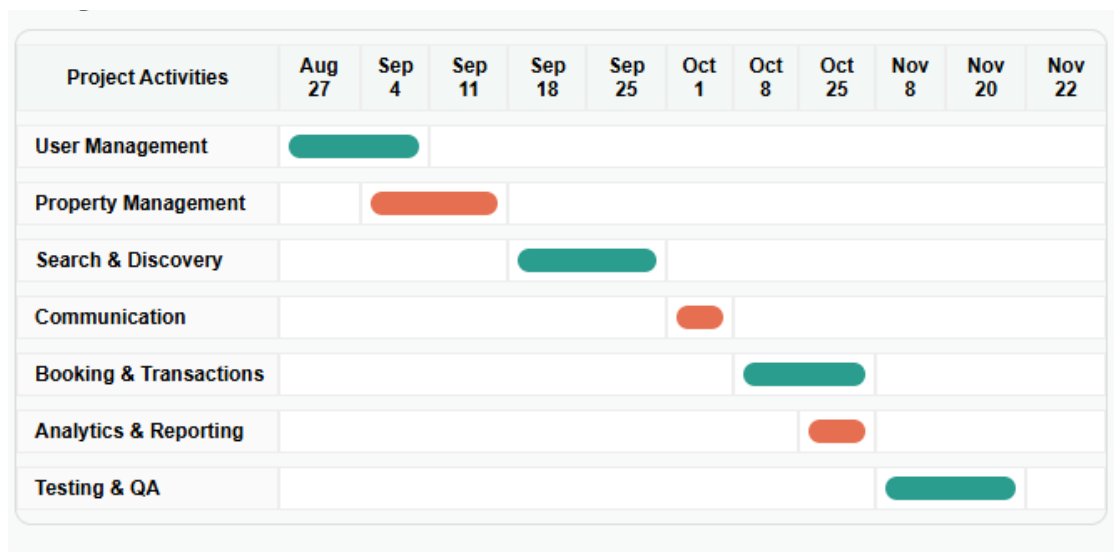 Project Activities Aug 27 Sep 4 Sep 11 Sep 18 Sep 25 Oct 1 Oct 8 Oct 25 Nov 8 Nov 20 Nov 22
User Management
Property Management
Search & Discovery
Communication
Booking & Transactions
Analytics & Reporting
Testing & QA